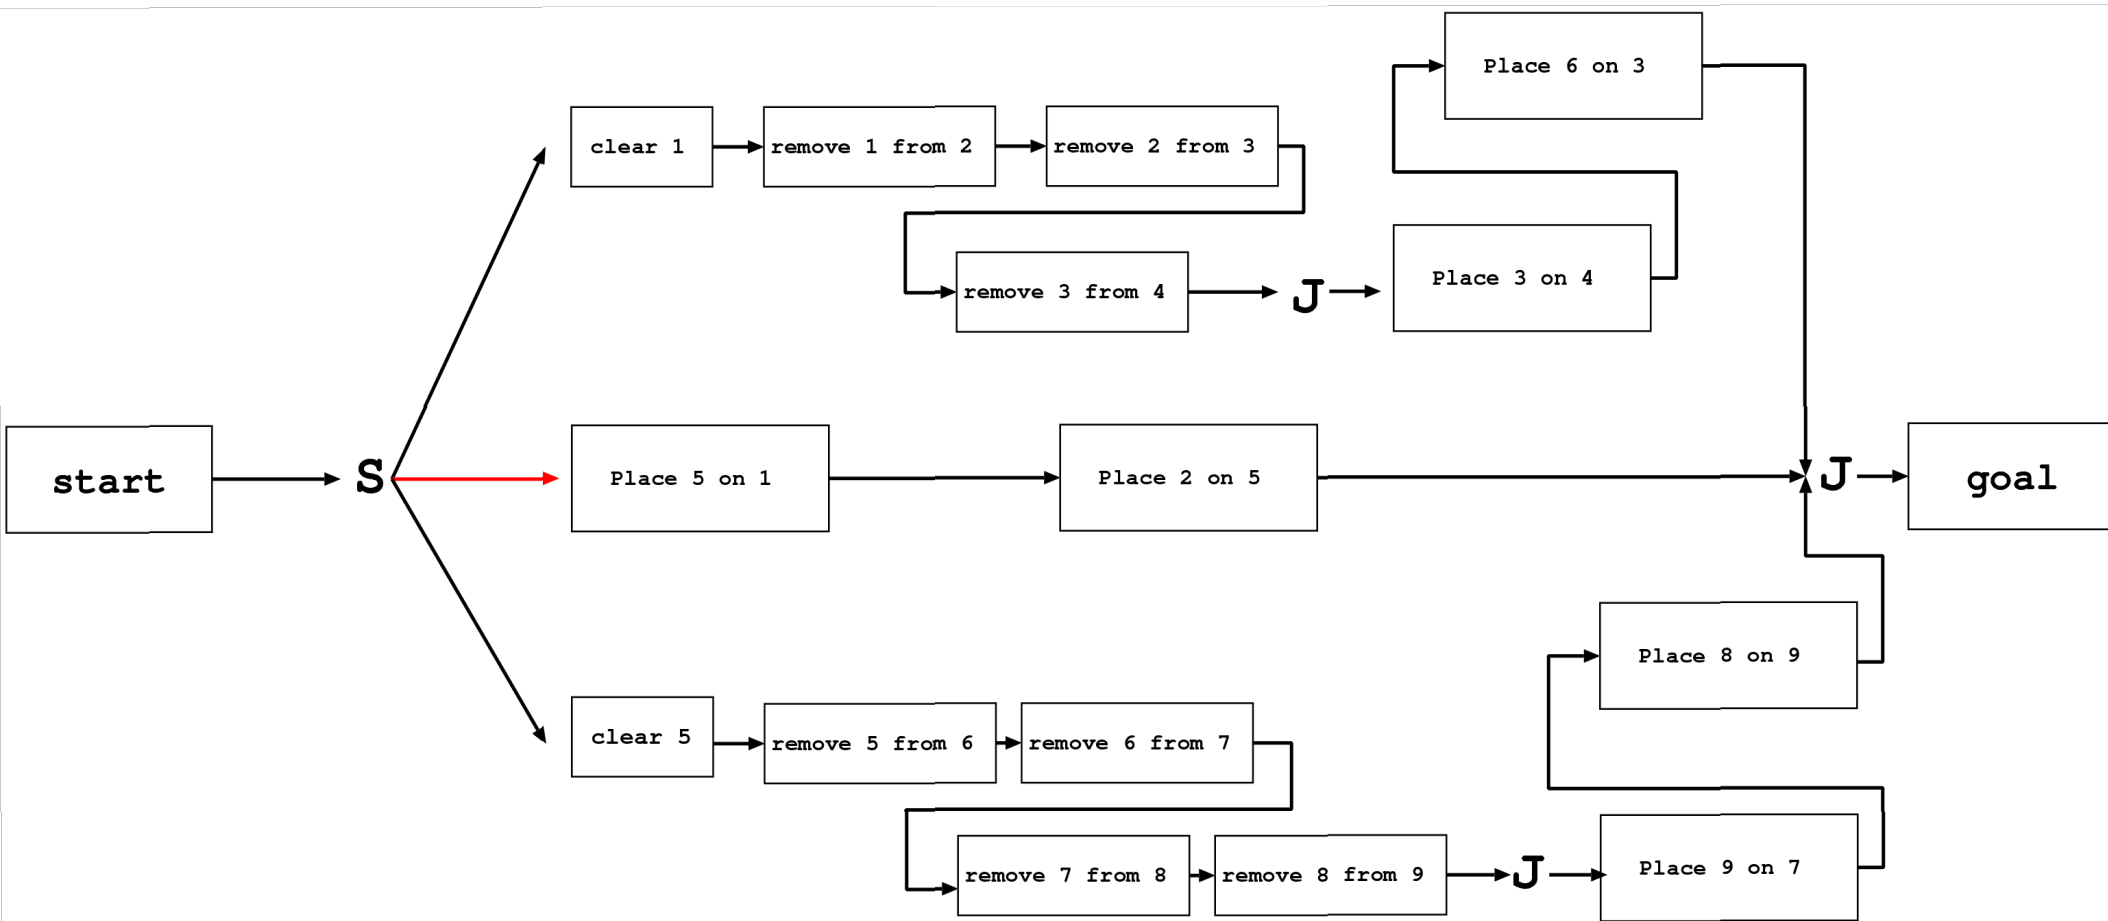 Place 6 on 3
clear 1
remove 1 from 2
remove 2 from 3
remove 3 from 4
J
Place 3 on 4
start
S
Place 5 on 1
Place 2 on 5
J
goal
Place 8 on 9
clear 5
remove 5 from 6
remove 6 from 7
remove 7 from 8
remove 8 from 9
J
Place 9 on 7